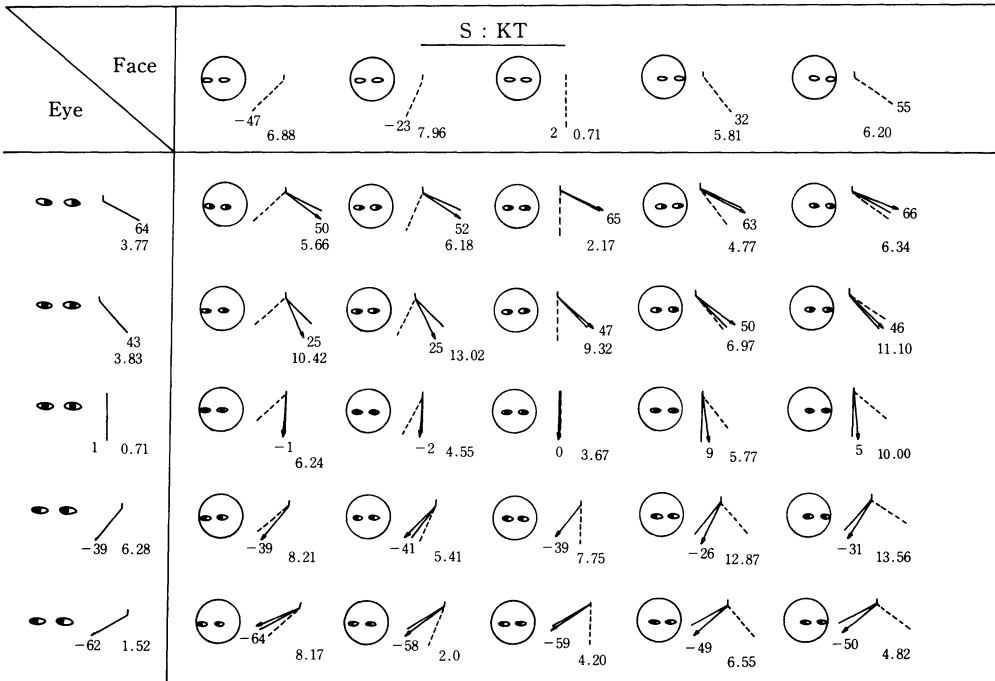 S : KT
Face
Eye
−47 6.88 −23 7.96 2 0.71 32 5.81 55 6.20
64 3.77 50 5.66 52 6.18 65 2.17 63 4.77 66 6.34
43 3.83 25 10.42 25 13.02 47 9.32 50 6.97 46 11.10
1 0.71 −1 6.24 −2 4.55 0 3.67 9 5.77 5 10.00
−39 6.28 −39 8.21 −41 5.41 −39 7.75 −26 12.87 −31 13.56
−62 1.52 −64 8.17 −58 2.0 −59 4.20 −49 6.55 −50 4.82